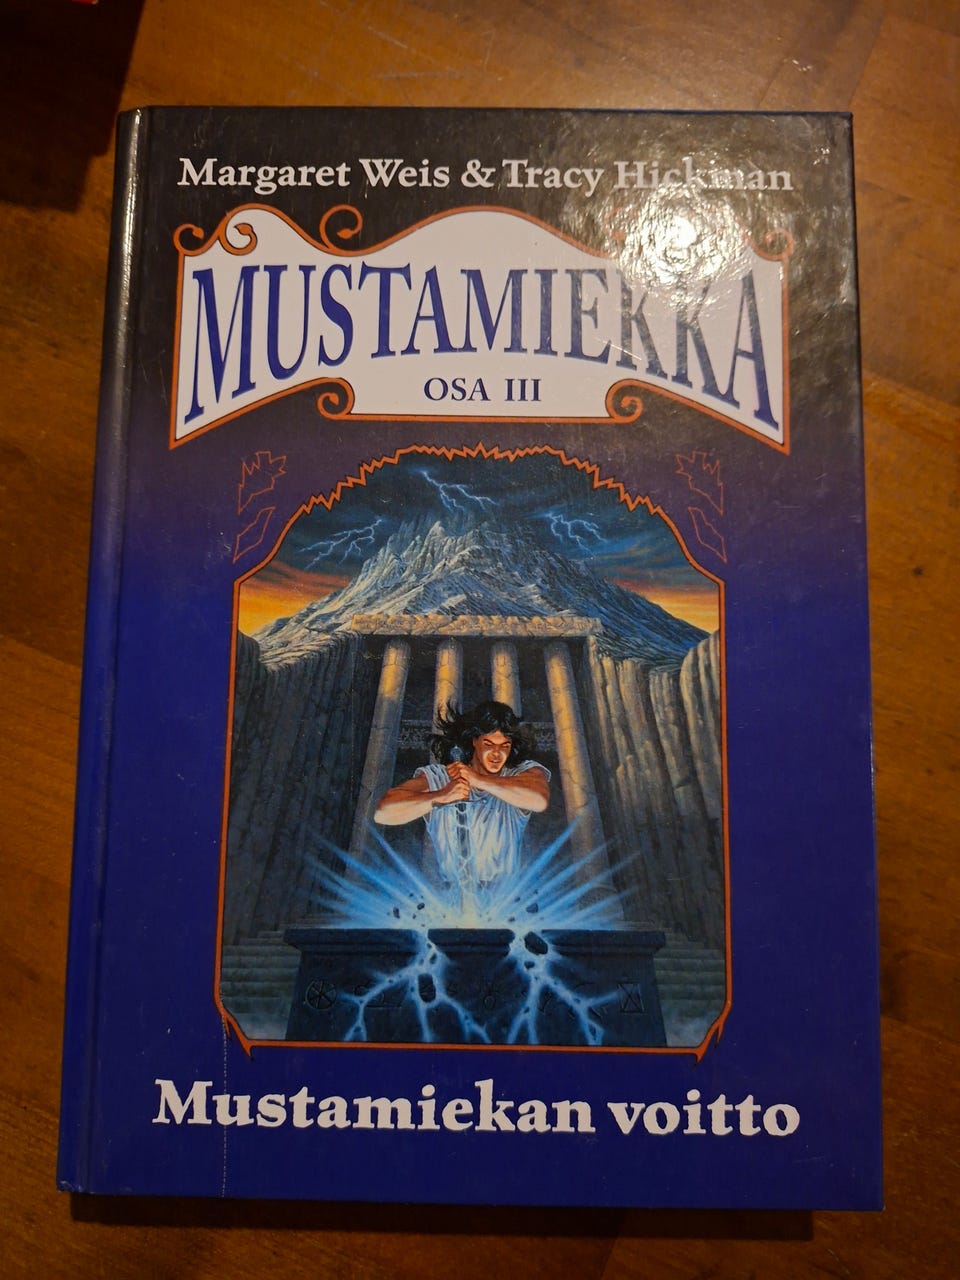 Margaret Weis & Tracy Hickman
MUSTAMIEKKA
OSA III
Mustamiekan voitto